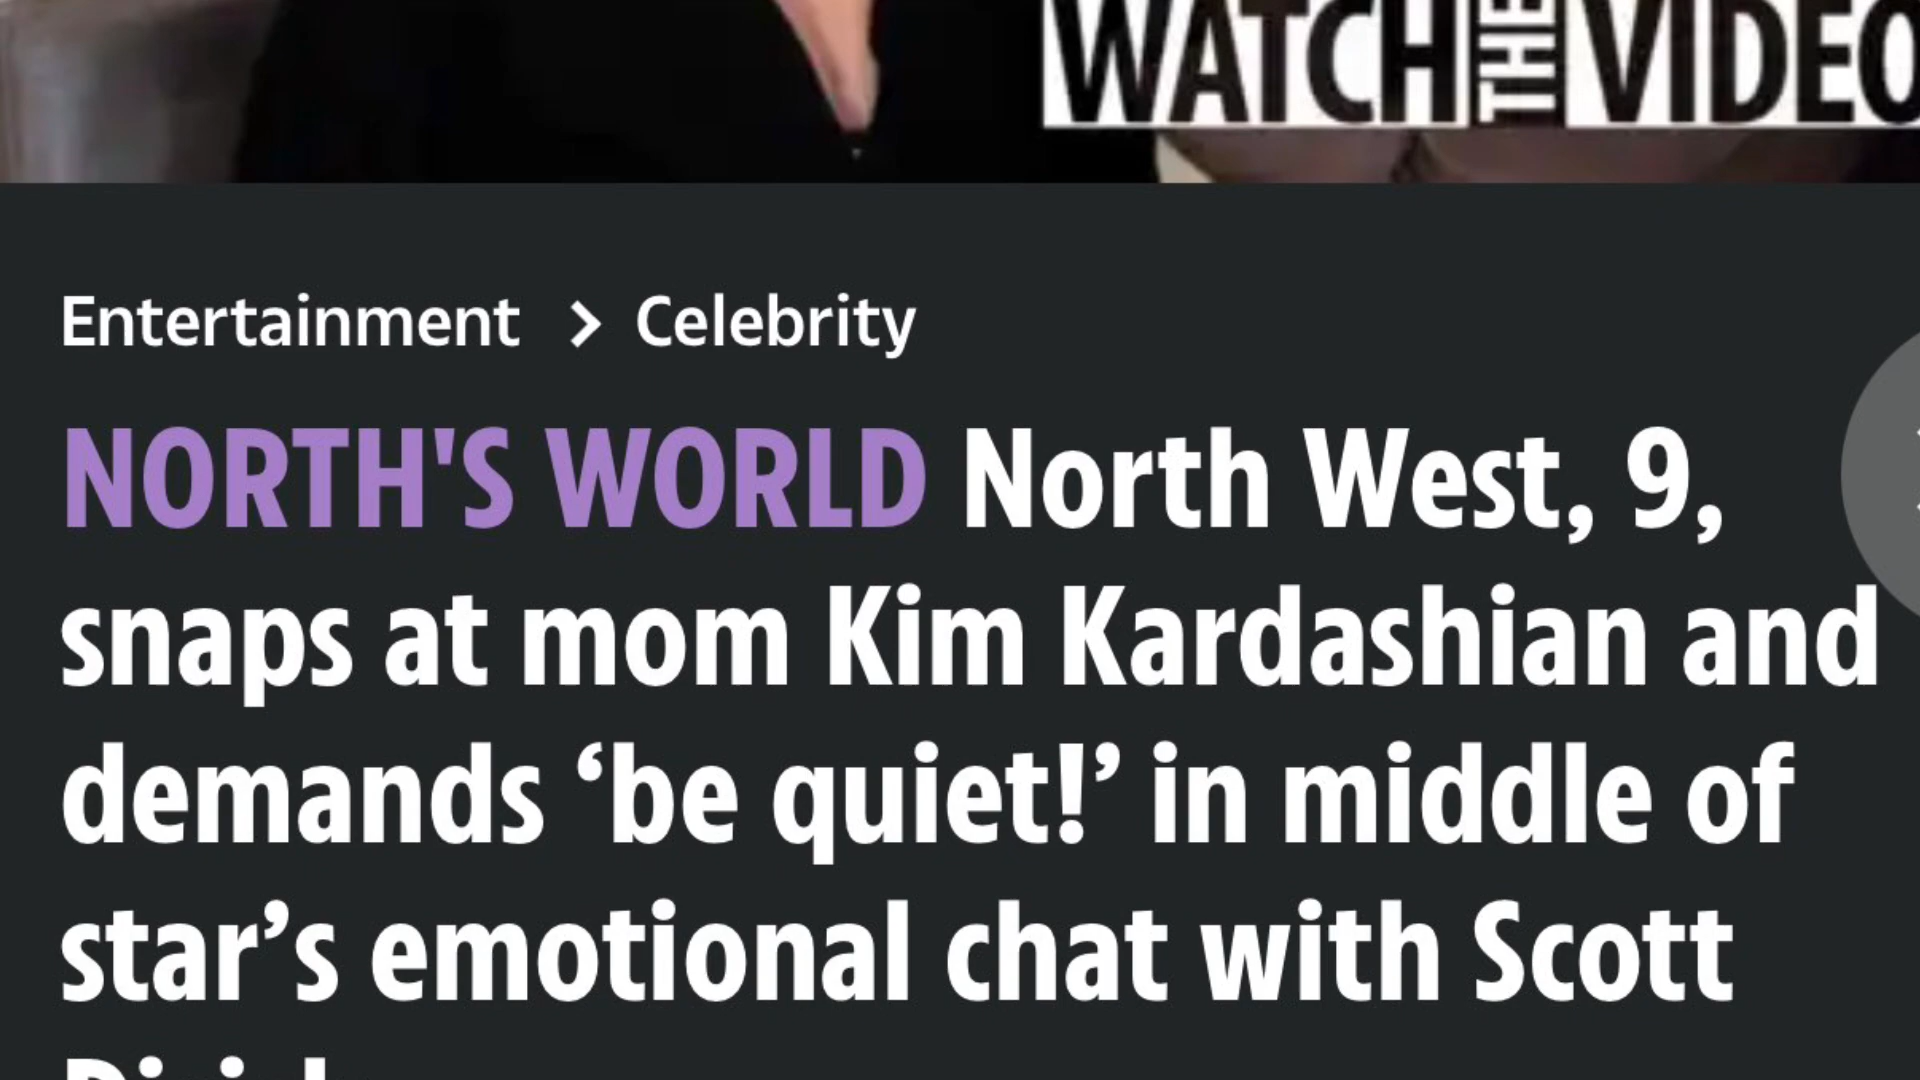 WATCH THE VIDEO
Entertainment > Celebrity
NORTH'S WORLD North West, 9,
snaps at mom Kim Kardashian and
demands ‘be quiet!’ in middle of
star’s emotional chat with Scott